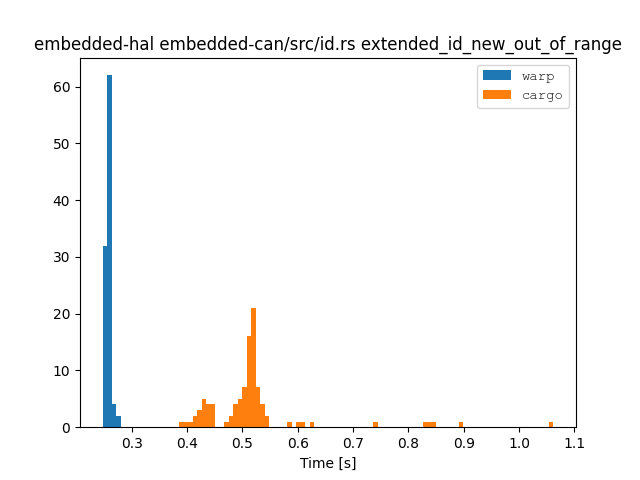 embedded-hal embedded-can/src/id.rs extended_id_new_out_of_range
warp
cargo
60
50
40
30
20
10
0
0.3 0.4 0.5 0.6 0.7 0.8 0.9 1.0 1.1
Time [s]